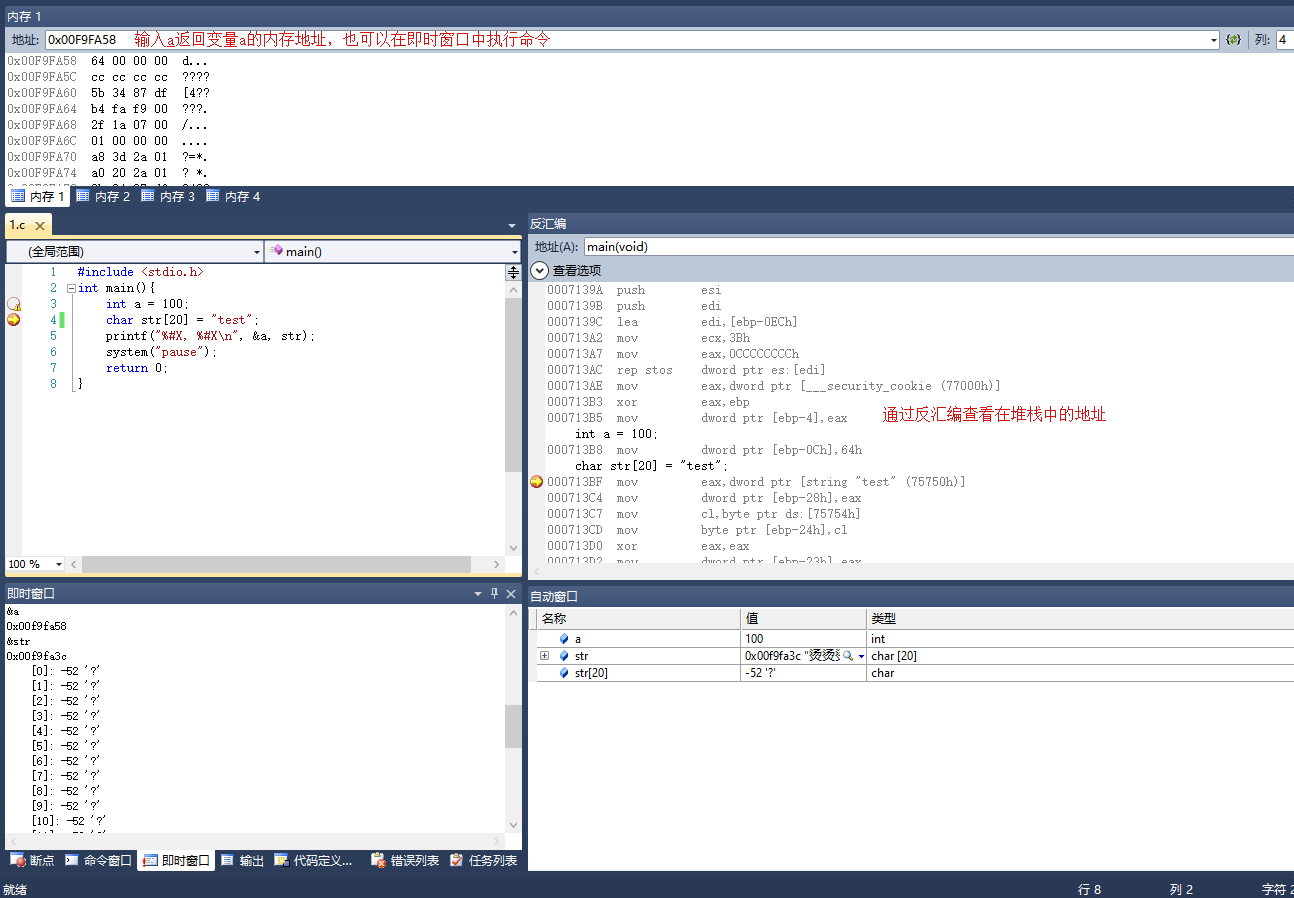 内存 1
地址: 0x00F9FA58 输入a返回变量a的内存地址，也可以在即时窗口中执行命令 列: 4
0x00F9FA58 64 00 00 00 d...
0x00F9FA5C cc cc cc cc ????
0x00F9FA60 5b 34 87 df [4??
0x00F9FA64 b4 fa f9 00 ???.
0x00F9FA68 2f 1a 07 00 /...
0x00F9FA6C 01 00 00 00 ....
0x00F9FA70 a8 3d 2a 01 ?=*.
0x00F9FA74 a0 20 2a 01 ? *.
内存 1 内存 2 内存 3 内存 4
1.c
(全局范围) main()
1 #include <stdio.h>
2 int main(){
3 int a = 100;
4 char str[20] = "test";
5 printf("%#X, %#X\n", &a, str);
6 system("pause");
7 return 0;
8 }
100 %
反汇编
地址(A): main(void)
查看选项
0007139A push esi
0007139B push edi
0007139C lea edi,[ebp-0ECh]
000713A2 mov ecx,3Bh
000713A7 mov eax,0CCCCCCCCh
000713AC rep stos dword ptr es:[edi]
000713AE mov eax,dword ptr [___security_cookie (77000h)]
000713B3 xor eax,ebp
000713B5 mov dword ptr [ebp-4],eax
通过反汇编查看在堆栈中的地址
int a = 100;
000713B8 mov dword ptr [ebp-0Ch],64h
char str[20] = "test";
000713BF mov eax,dword ptr [string "test" (75750h)]
000713C4 mov dword ptr [ebp-28h],eax
000713C7 mov cl,byte ptr ds:[75754h]
000713CD mov byte ptr [ebp-24h],cl
000713D0 xor eax,eax
000713D2 mov dword ptr [ebp-23h],eax
即时窗口
&a
0x00f9fa58
&str
0x00f9fa3c
[0]: -52 '?'
[1]: -52 '?'
[2]: -52 '?'
[3]: -52 '?'
[4]: -52 '?'
[5]: -52 '?'
[6]: -52 '?'
[7]: -52 '?'
[8]: -52 '?'
[9]: -52 '?'
[10]: -52 '?'
断点 命令窗口 即时窗口 输出 代码定义... 错误列表 任务列表
自动窗口
名称 值 类型
a 100 int
str 0x00f9fa3c "烫烫 char [20]
str[20] -52 '?' char
就绪 行 8 列 2 字符 2